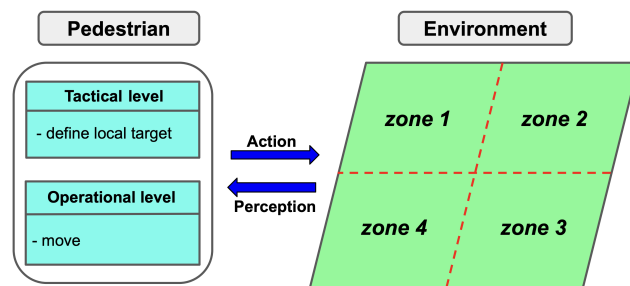 Pedestrian
Environment
Tactical level
- define local target
Operational level
- move
Action
Perception
zone 1
zone 2
zone 4
zone 3